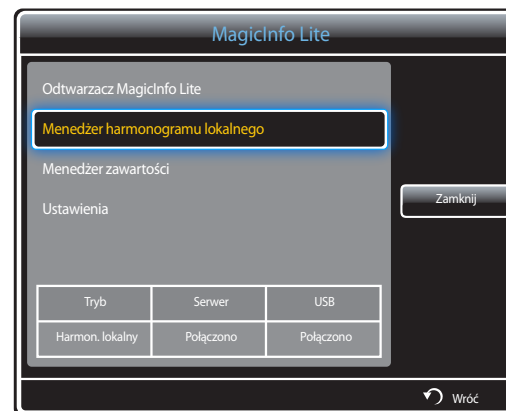 MagicInfo Lite
Odtwarzacz MagicInfo Lite
Menedżer harmonogramu lokalnego
Menedżer zawartości
Ustawienia
Zamknij
Tryb Serwer USB
Harmon. lokalny Połączono Połączono
Wróć